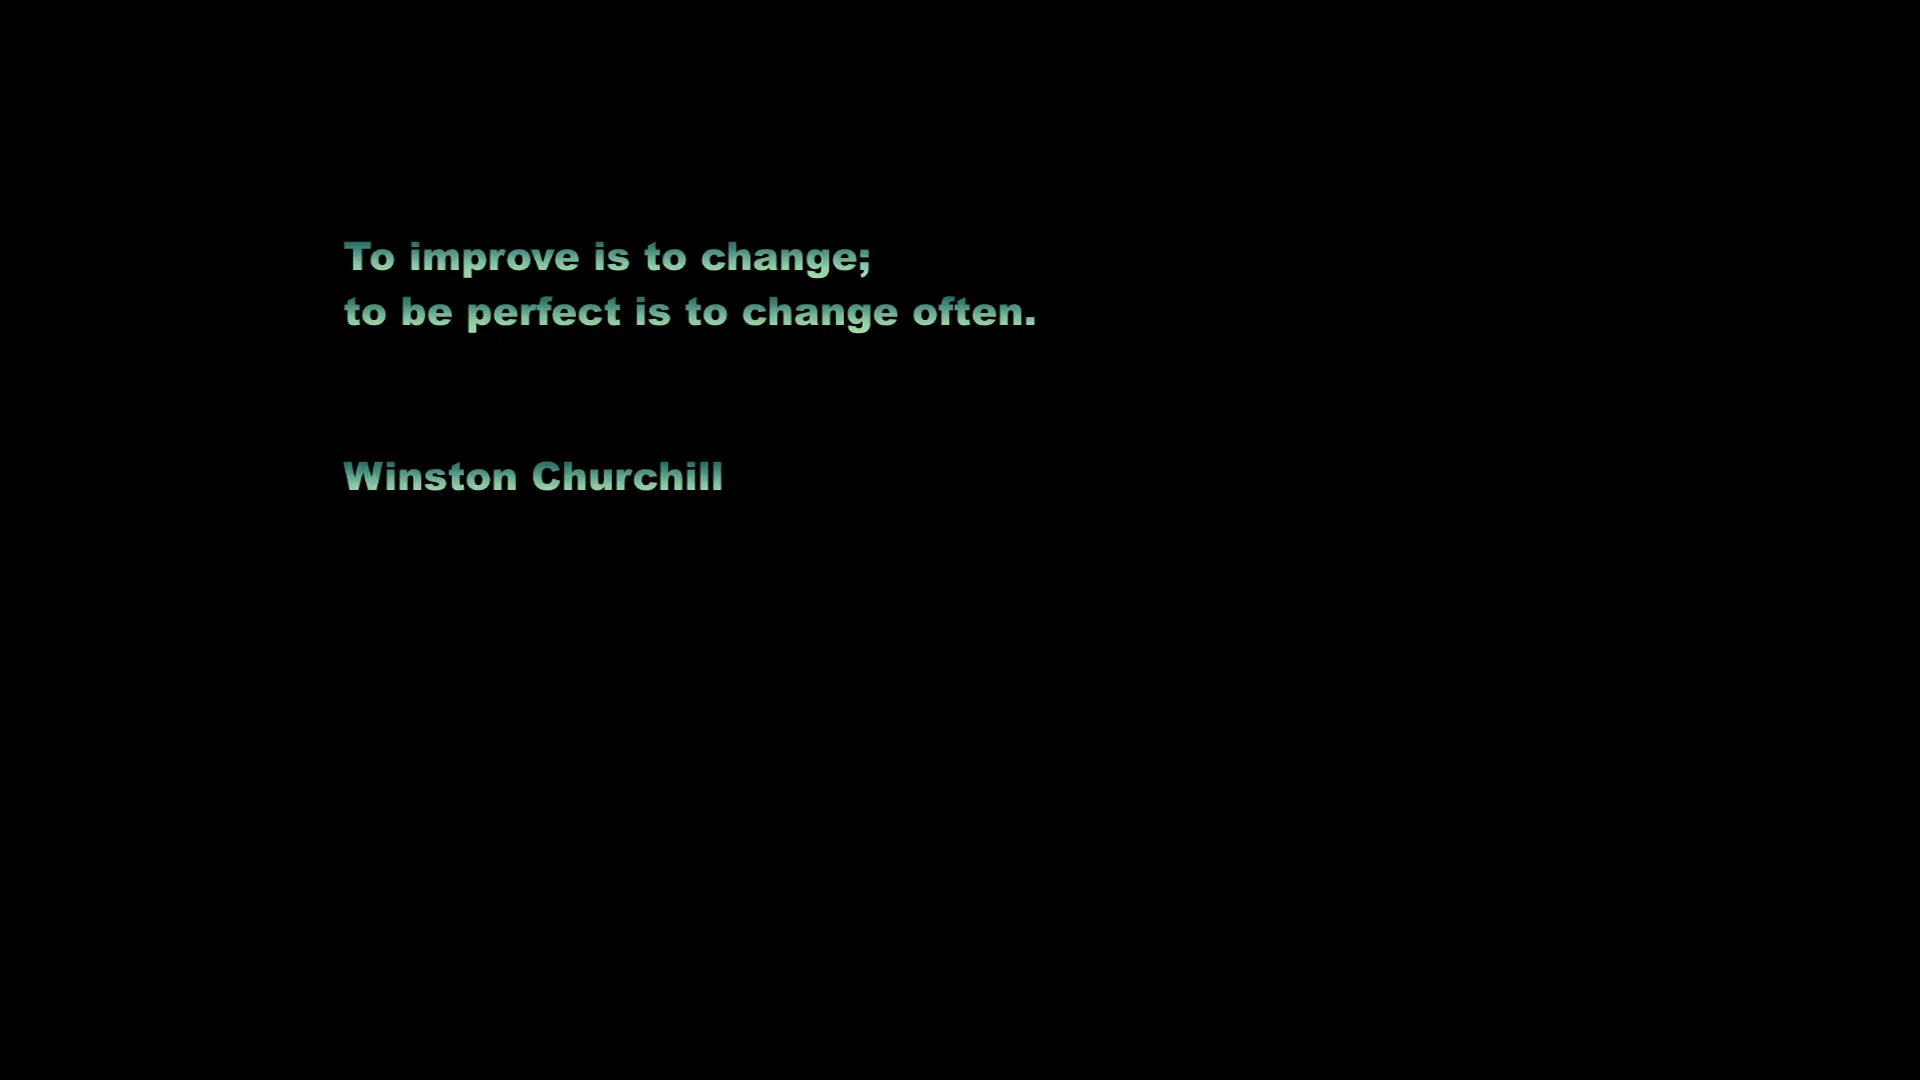 To improve is to change;
to be perfect is to change often.
Winston Churchill